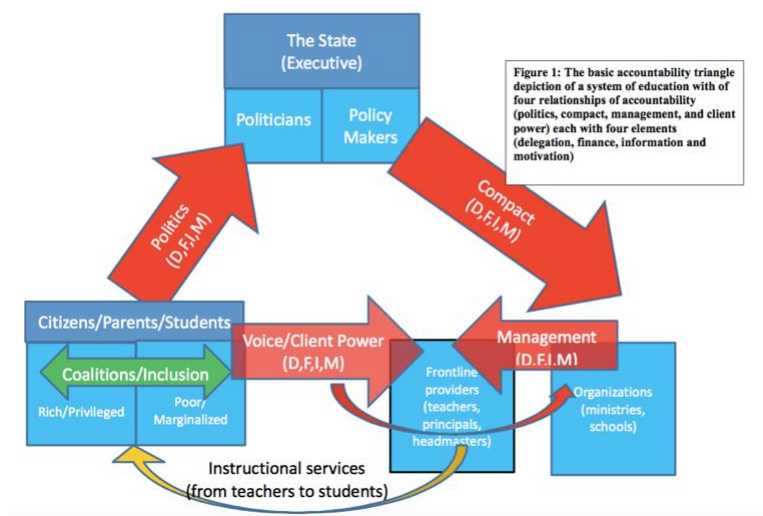 The State
(Executive)
Politicians
Policy
Makers
Figure 1: The basic accountability triangle
depiction of a system of education with of
four relationships of accountability
(politics, compact, management, and client
power) each with four elements
(delegation, finance, information and
motivation)
Politics
(D,F,I,M)
Compact
(D,F,I,M)
Citizens/Parents/Students
Coalitions/Inclusion
Rich/Privileged
Poor/
Marginalized
Voice/Client Power
(D,F,I,M)
Management
(D,F,I,M)
Frontline
providers
(teachers,
principals,
headmasters)
Organizations
(ministries,
schools)
Instructional services
(from teachers to students)